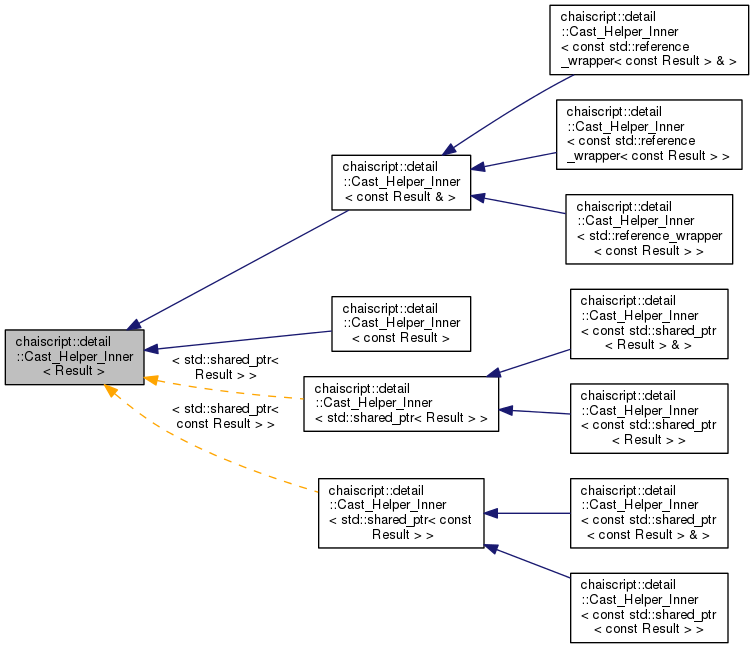 chaiscript::detail
::Cast_Helper_Inner
< const std::reference
_wrapper< const Result > & >
chaiscript::detail
::Cast_Helper_Inner
< const std::reference
_wrapper< const Result > >
chaiscript::detail
::Cast_Helper_Inner
< const Result & >
chaiscript::detail
::Cast_Helper_Inner
< std::reference_wrapper
< const Result > >
chaiscript::detail
::Cast_Helper_Inner
< const std::shared_ptr
< Result > & >
chaiscript::detail
::Cast_Helper_Inner
< const Result >
chaiscript::detail
::Cast_Helper_Inner
< Result >
< std::shared_ptr<
Result > >
chaiscript::detail
::Cast_Helper_Inner
< std::shared_ptr< Result > >
chaiscript::detail
::Cast_Helper_Inner
< const std::shared_ptr
< Result > >
< std::shared_ptr<
const Result > >
chaiscript::detail
::Cast_Helper_Inner
< std::shared_ptr< const
Result > >
chaiscript::detail
::Cast_Helper_Inner
< const std::shared_ptr
< const Result > & >
chaiscript::detail
::Cast_Helper_Inner
< const std::shared_ptr
< const Result > >